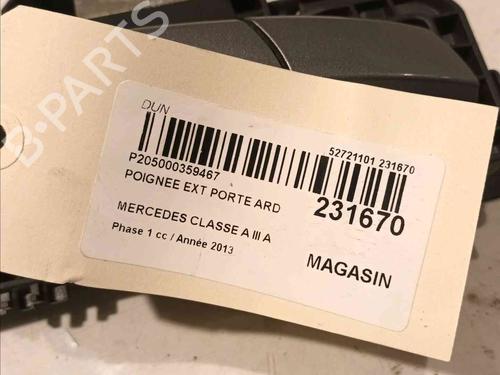 B-PARTS
DUN
52721101 231670
P205000359467
231670
POIGNEE EXT PORTE ARD
MERCEDES CLASSE A III A
Phase 1 cc / Année 2013
MAGASIN